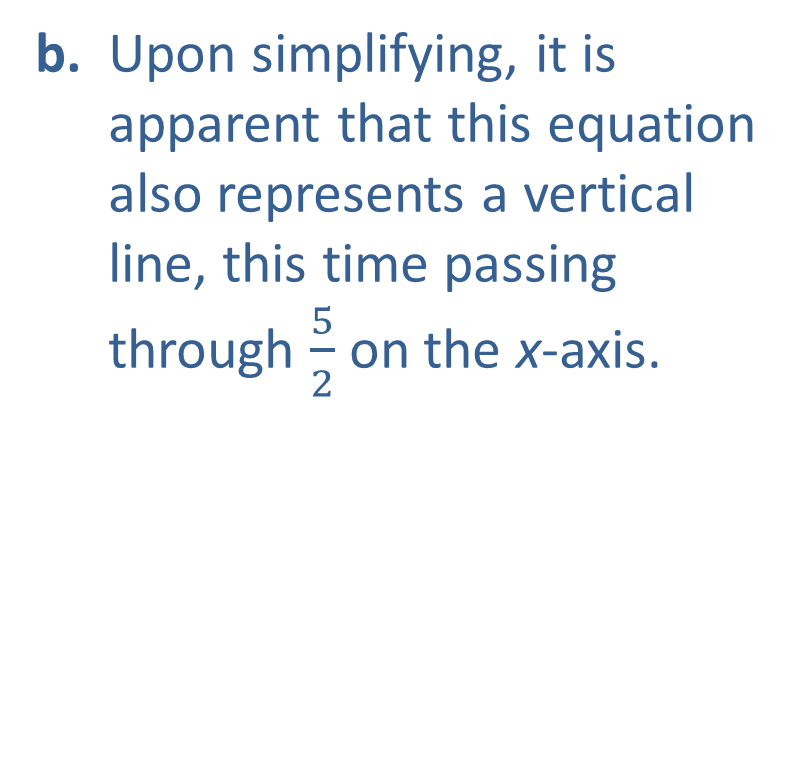 b. Upon simplifying, it is
apparent that this equation
also represents a vertical
line, this time passing
through 5/2 on the x-axis.